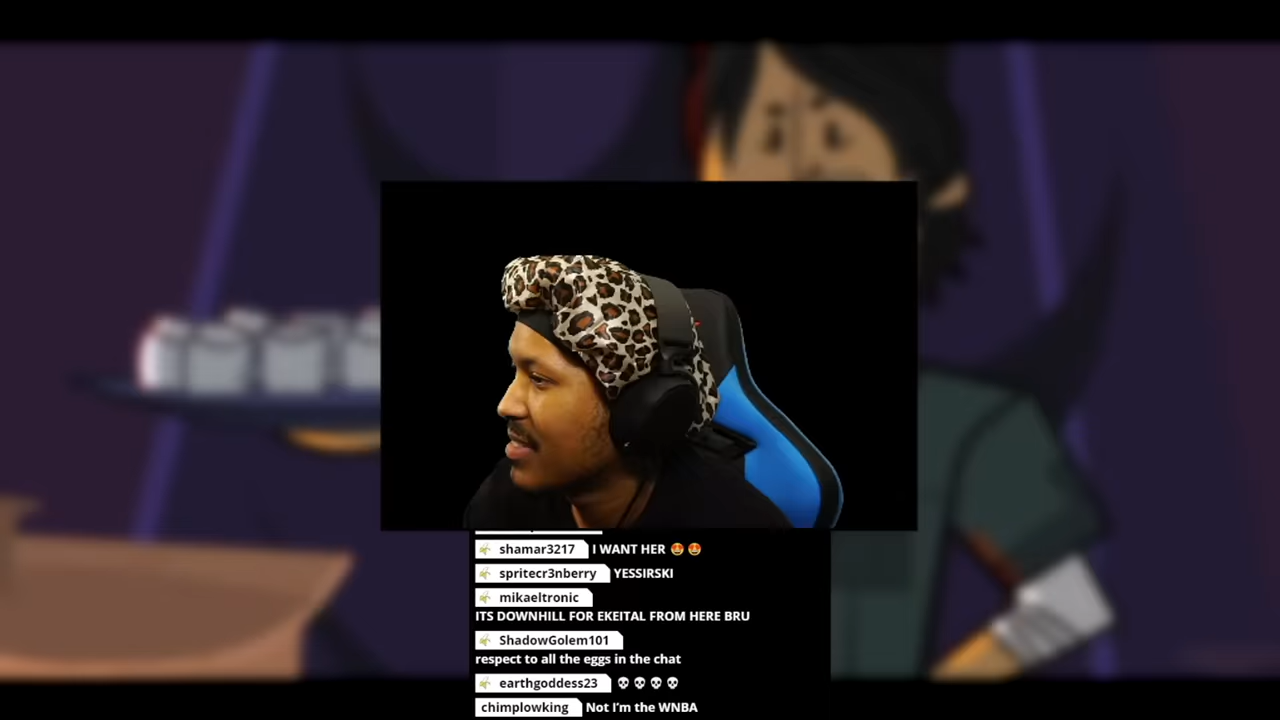 shamar3217 I WANT HER 😍 😍
spritecr3nberry YESSIRSKI
mikaeltronic
ITS DOWNHILL FOR EKEITAL FROM HERE BRU
ShadowGolem101
respect to all the eggs in the chat
earthgoddess23 💀 💀 💀 💀
chimplowking Not I'm the WNBA